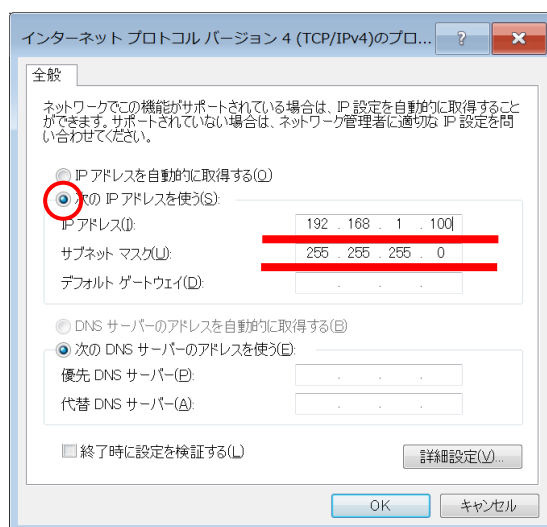 インターネット プロトコル バージョン 4 (TCP/IPv4)のプロ...
全般
ネットワークでこの機能がサポートされている場合は、IP 設定を自動的に取得すること
ができます。サポートされていない場合は、ネットワーク管理者に適切な IP 設定を問
い合わせてください。
IP アドレスを自動的に取得する(O)
次の IP アドレスを使う(S):
IP アドレス(I): 192 . 168 . 1 . 100
サブネット マスク(U): 255 . 255 . 255 . 0
デフォルト ゲートウェイ(D): . . .
DNS サーバーのアドレスを自動的に取得する(B)
次の DNS サーバーのアドレスを使う(E):
優先 DNS サーバー(P): . . .
代替 DNS サーバー(A): . . .
終了時に設定を検証する(L)
詳細設定(V)...
OK キャンセル